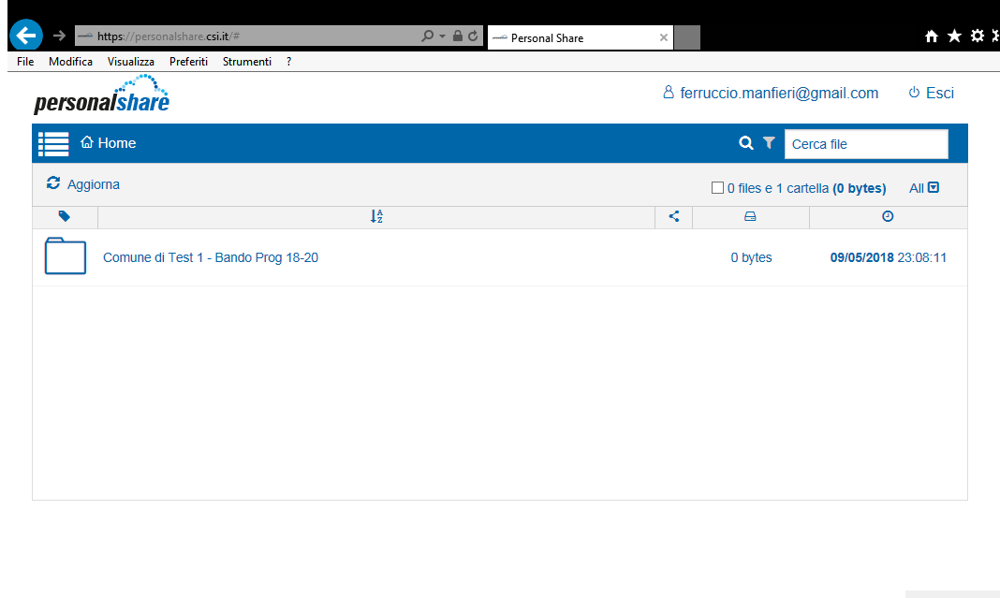 https://personalshare.csi.it/#
Personal Share
File Modifica Visualizza Preferiti Strumenti ?
personalshare
ferruccio.manfieri@gmail.com Esci
Home
Cerca file
Aggiorna
0 files e 1 cartella (0 bytes) All
Comune di Test 1 - Bando Prog 18-20 0 bytes 09/05/2018 23:08:11